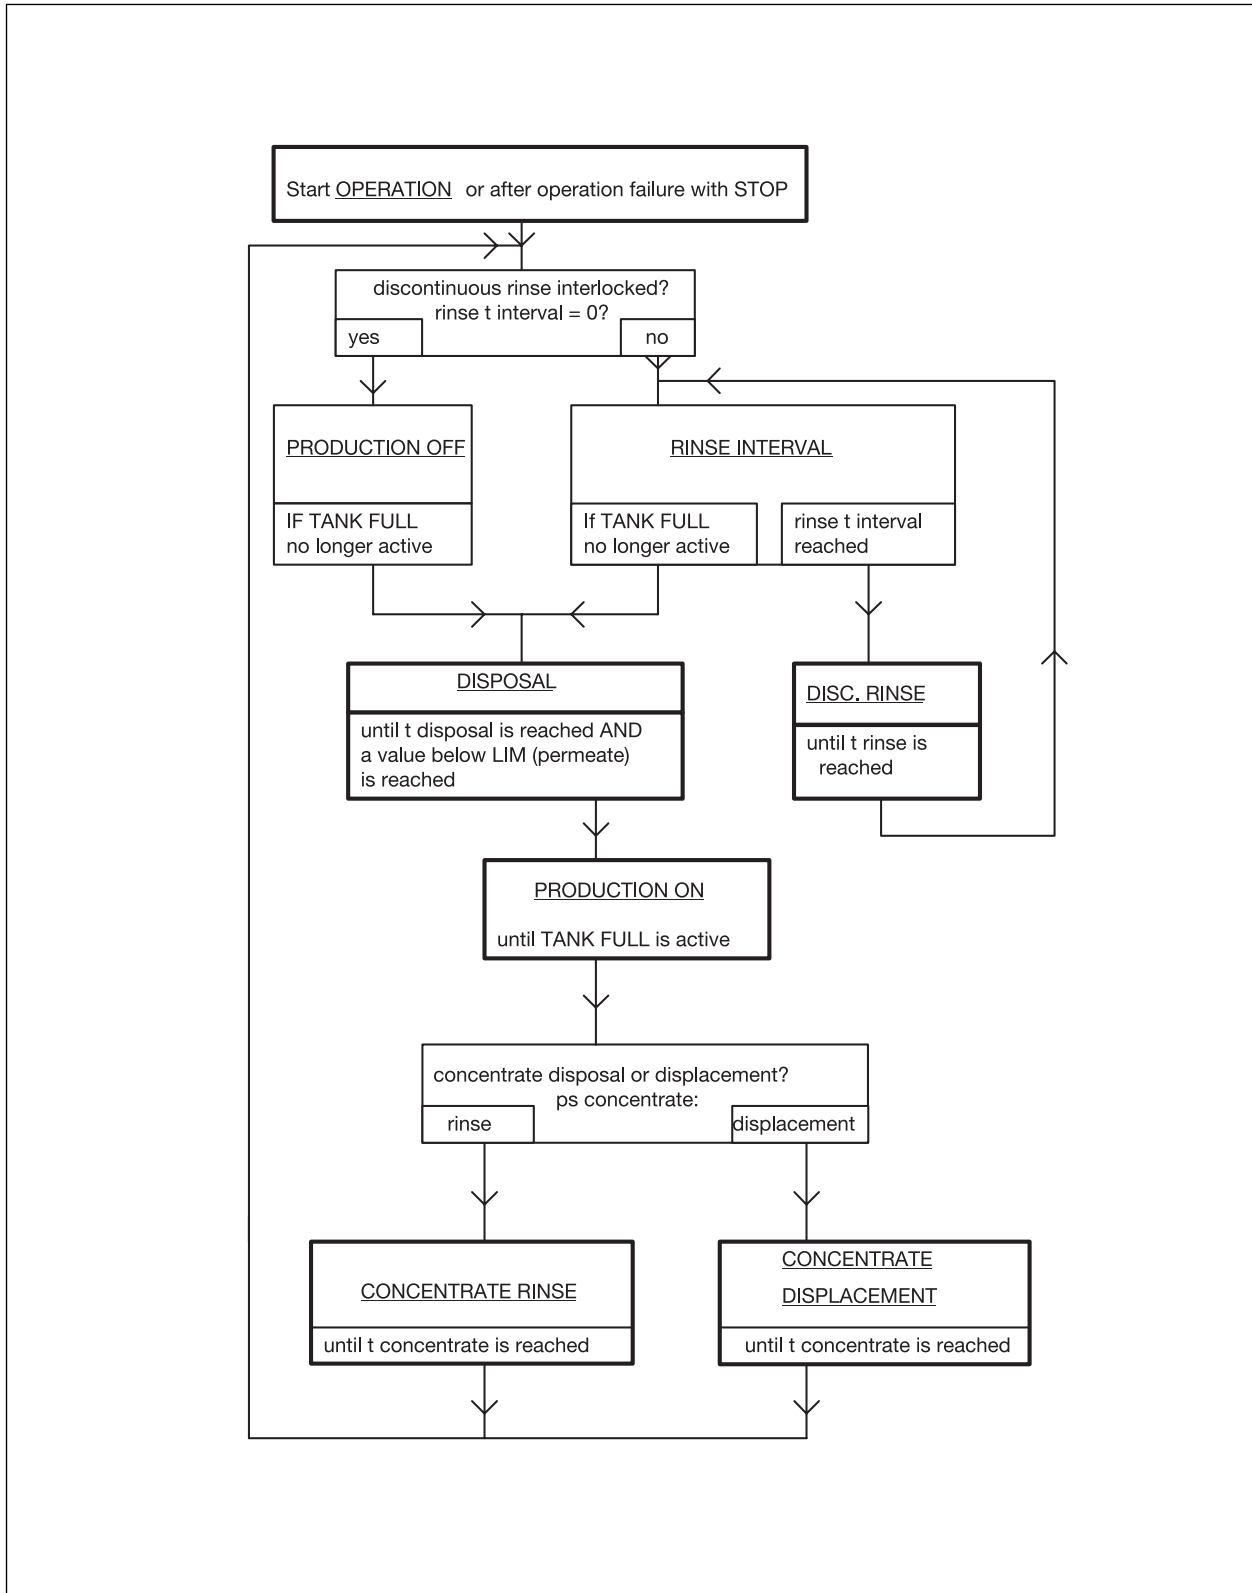 Start OPERATION or after operation failure with STOP
discontinuous rinse interlocked?
rinse t interval = 0?
yes
no
PRODUCTION OFF
IF TANK FULL
no longer active
RINSE INTERVAL
If TANK FULL
no longer active
rinse t interval
reached
DISPOSAL
until t disposal is reached AND
a value below LIM (permeate)
is reached
DISC. RINSE
until t rinse is
reached
PRODUCTION ON
until TANK FULL is active
concentrate disposal or displacement?
ps concentrate:
rinse
displacement
CONCENTRATE RINSE
until t concentrate is reached
CONCENTRATE
DISPLACEMENT
until t concentrate is reached